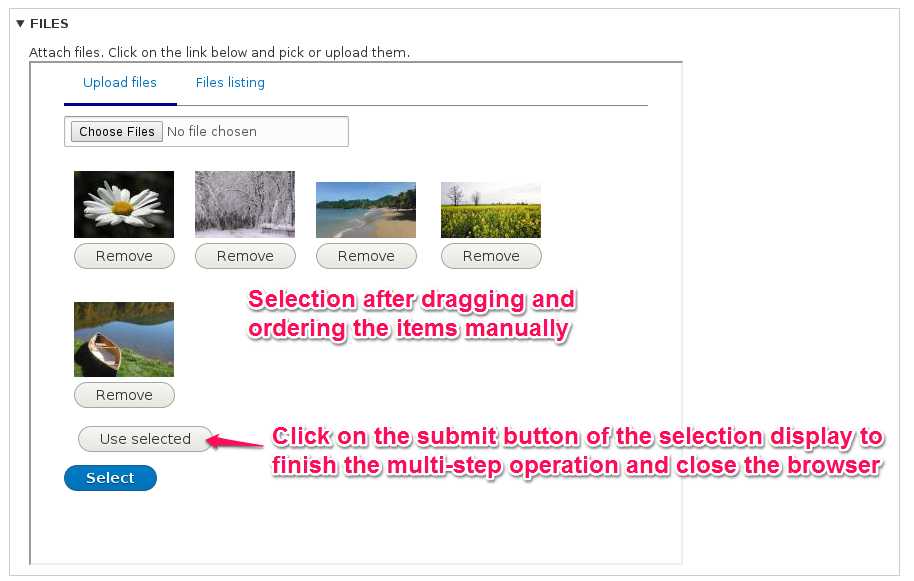 FILES
Attach files. Click on the link below and pick or upload them.
Upload files Files listing
Choose Files No file chosen
Remove Remove Remove Remove
Selection after dragging and
ordering the items manually
Remove
Use selected
Click on the submit button of the selection display to
finish the multi-step operation and close the browser
Select